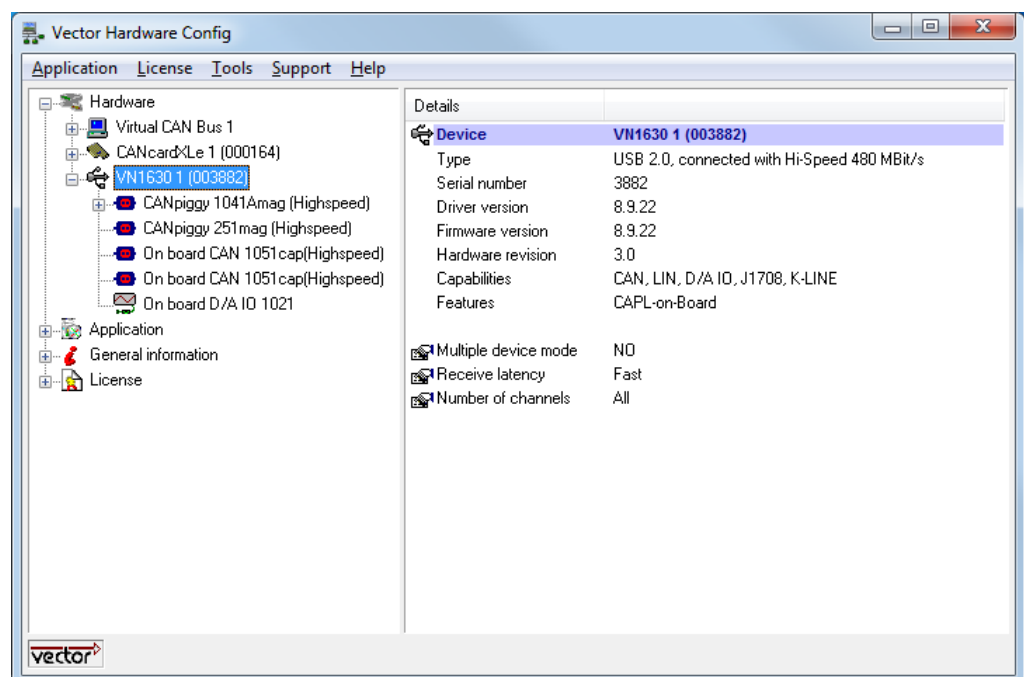 Vector Hardware Config
Application License Tools Support Help
Hardware
Virtual CAN Bus 1
CANcardXLe 1 (000164)
VN1630 1 (003882)
CANpiggy 1041Amag (Highspeed)
CANpiggy 251mag (Highspeed)
On board CAN 1051cap(Highspeed)
On board CAN 1051cap(Highspeed)
On board D/A IO 1021
Application
General information
License
Details
Device VN1630 1 (003882)
Type USB 2.0, connected with Hi-Speed 480 MBit/s
Serial number 3882
Driver version 8.9.22
Firmware version 8.9.22
Hardware revision 3.0
Capabilities CAN, LIN, D/A IO, J1708, K-LINE
Features CAPL-on-Board
Multiple device mode NO
Receive latency Fast
Number of channels All
vector